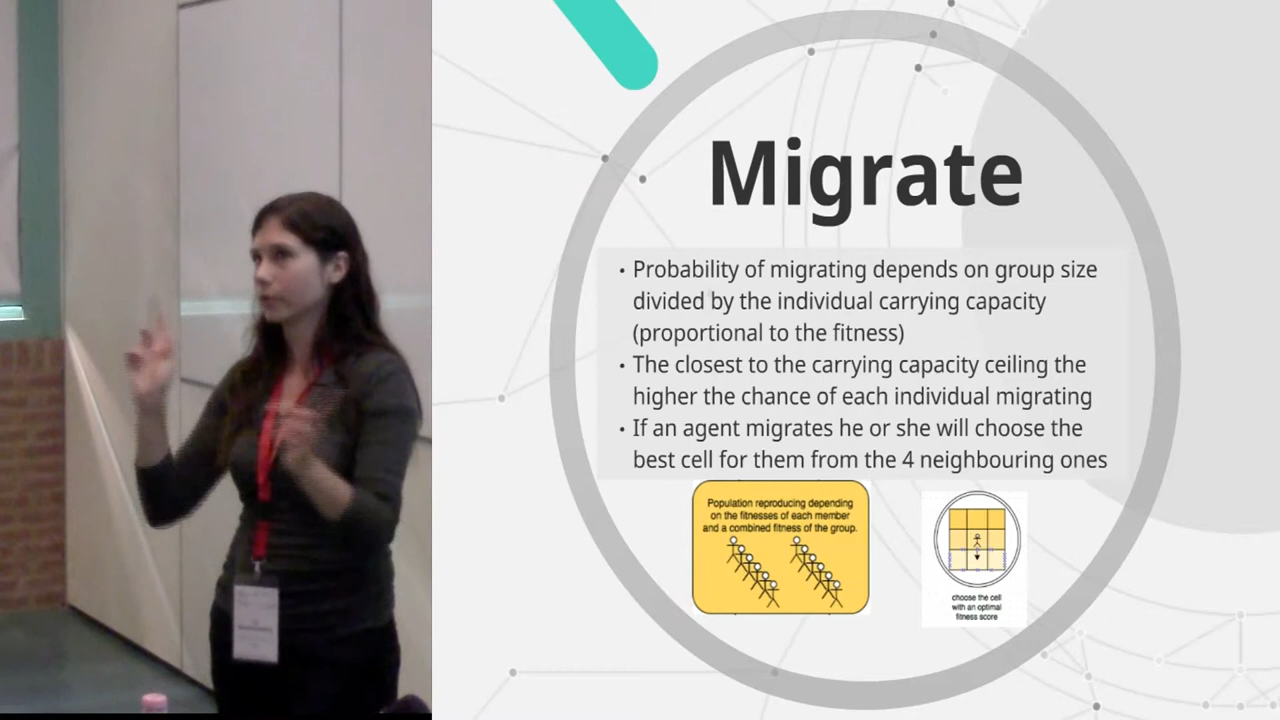 Migrate
• Probability of migrating depends on group size
divided by the individual carrying capacity
(proportional to the fitness)
• The closest to the carrying capacity ceiling the
higher the chance of each individual migrating
• If an agent migrates he or she will choose the
best cell for them from the 4 neighbouring ones
Population reproducing depending
on the fitnesses of each member
and a combined fitness of the group.
choose the cell
with an optimal
fitness score